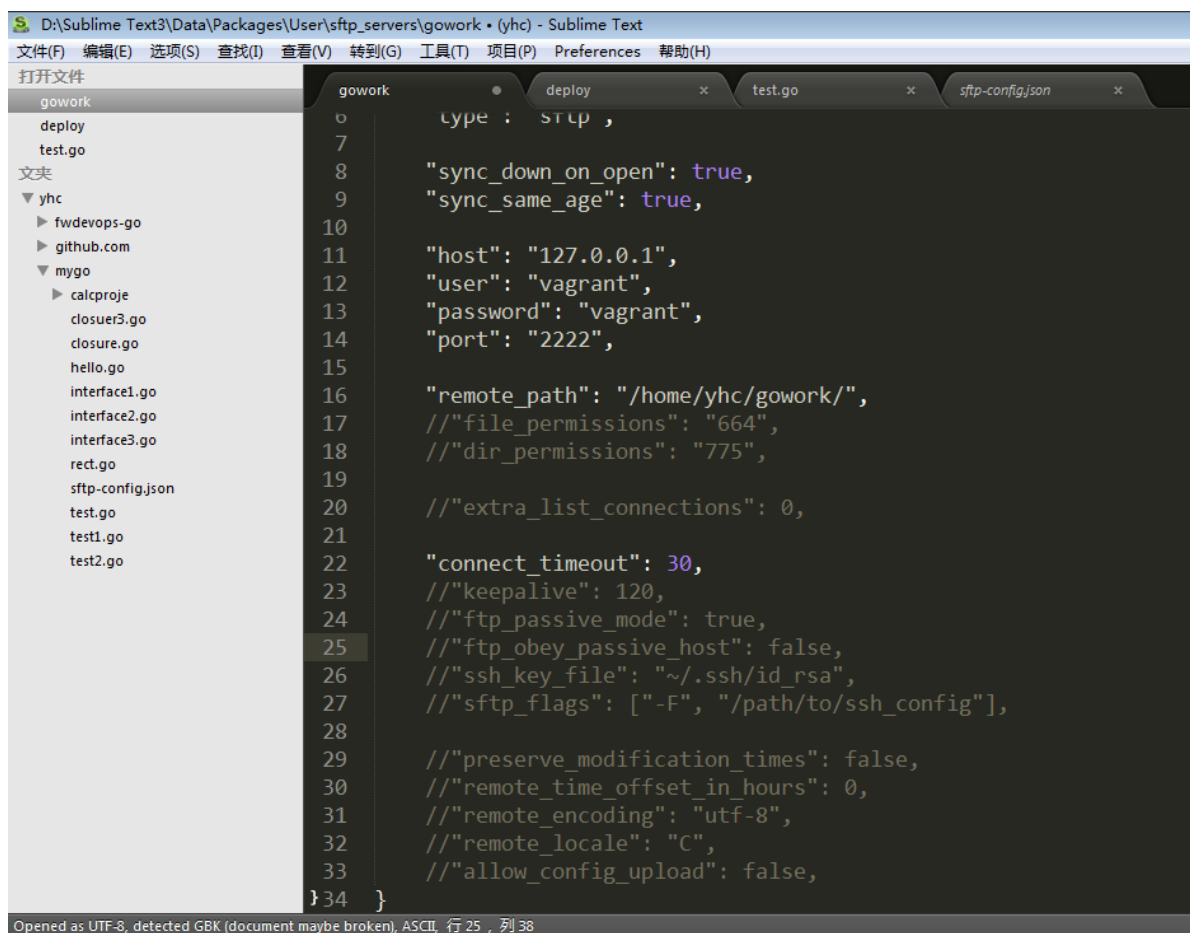 D:\Sublime Text3\Data\Packages\User\sftp_servers\gowork • (yhc) - Sublime Text
文件(F) 编辑(E) 选项(S) 查找(I) 查看(V) 转到(G) 工具(T) 项目(P) Preferences 帮助(H)
打开文件
gowork
deploy
test.go
文夹
yhc
fwdevops-go
github.com
mygo
calcproje
closuer3.go
closure.go
hello.go
interface1.go
interface2.go
interface3.go
rect.go
sftp-config.json
test.go
test1.go
test2.go
gowork deploy test.go sftp-config.json
6 "type": "sftp",
7
8 "sync_down_on_open": true,
9 "sync_same_age": true,
10
11 "host": "127.0.0.1",
12 "user": "vagrant",
13 "password": "vagrant",
14 "port": "2222",
15
16 "remote_path": "/home/yhc/gowork/",
17 //"file_permissions": "664",
18 //"dir_permissions": "775",
19
20 //"extra_list_connections": 0,
21
22 "connect_timeout": 30,
23 //"keepalive": 120,
24 //"ftp_passive_mode": true,
25 //"ftp_obey_passive_host": false,
26 //"ssh_key_file": "~/.ssh/id_rsa",
27 //"sftp_flags": ["-F", "/path/to/ssh_config"],
28
29 //"preserve_modification_times": false,
30 //"remote_time_offset_in_hours": 0,
31 //"remote_encoding": "utf-8",
32 //"remote_locale": "C",
33 //"allow_config_upload": false,
}34 }
Opened as UTF-8, detected GBK (document maybe broken), ASCII, 行 25 , 列 38